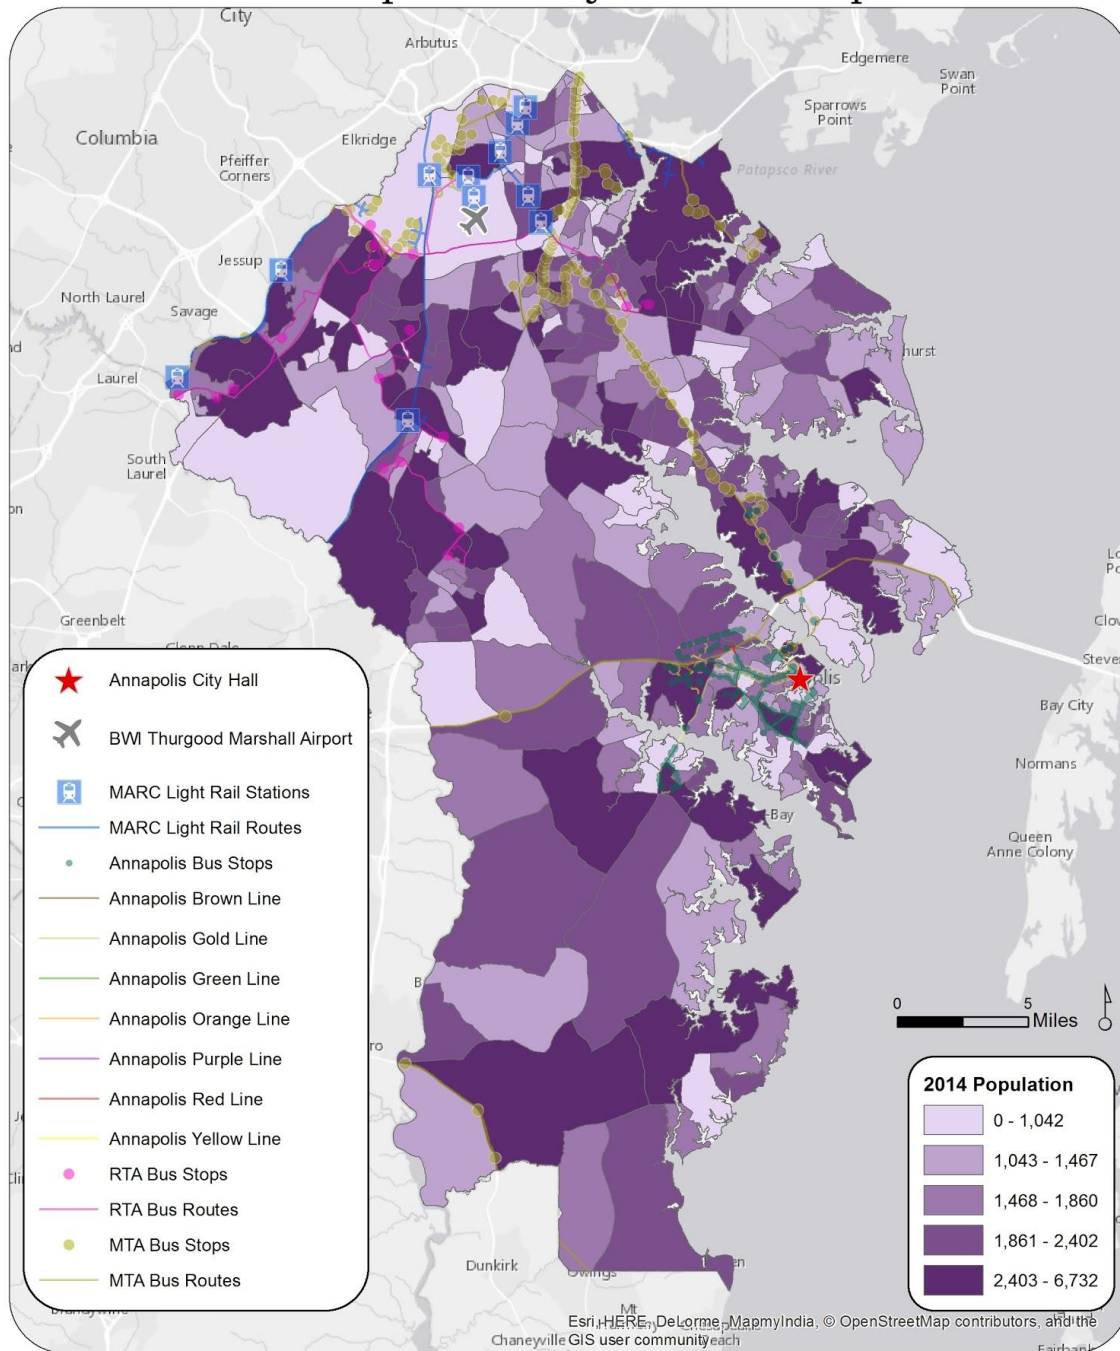 City
Arbutus
Edgemere
Swan
Point
Sparrows
Point
Columbia
Elkridge
Pfeiffer
Corners
Patapsco River
Jessup
North Laurel
Savage
Laurel
hurst
South
Laurel
Greenbelt
Bay City
Normans
Queen
Anne Colony
Bay
Dunkirk
Owings
Mt
Chaneyville
Annapolis City Hall
BWI Thurgood Marshall Airport
MARC Light Rail Stations
MARC Light Rail Routes
Annapolis Bus Stops
Annapolis Brown Line
Annapolis Gold Line
Annapolis Green Line
Annapolis Orange Line
Annapolis Purple Line
Annapolis Red Line
Annapolis Yellow Line
RTA Bus Stops
RTA Bus Routes
MTA Bus Stops
MTA Bus Routes
0 5
Miles
2014 Population
0 - 1,042
1,043 - 1,467
1,468 - 1,860
1,861 - 2,402
2,403 - 6,732
Esri, HERE, DeLorme, MapmyIndia, © OpenStreetMap contributors, and the
GIS user community